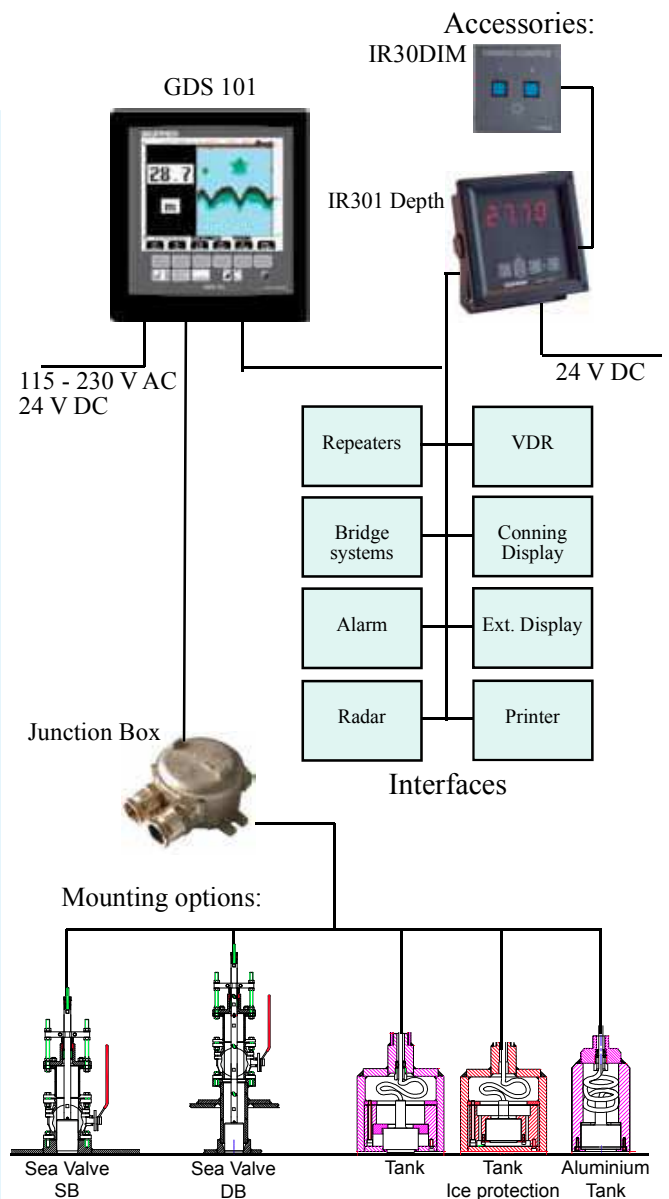 Accessories:
IR30DIM
GDS 101
28.7
m
IR301 Depth
27.70
115 - 230 V AC
24 V DC
24 V DC
Repeaters
VDR
Bridge
systems
Conning
Display
Alarm
Ext. Display
Radar
Printer
Junction Box
Interfaces
Mounting options:
Sea Valve
SB
Sea Valve
DB
Tank
Tank
Ice protection
Aluminium
Tank